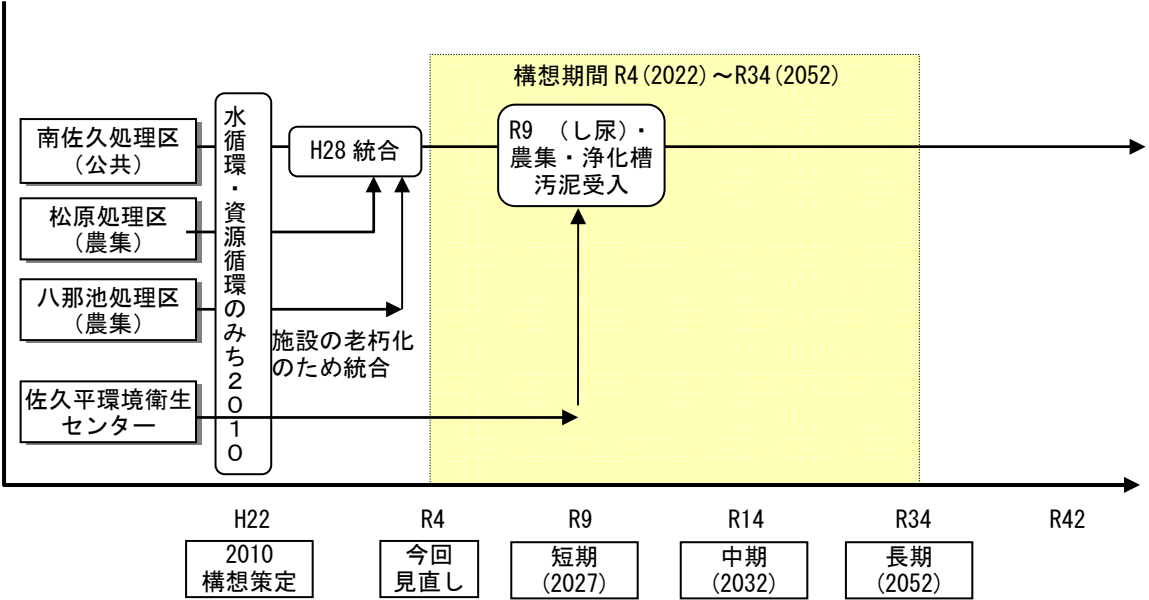 構想期間 R4(2022)～R34(2052)
南佐久処理区
（公共）
松原処理区
（農集）
八那池処理区
（農集）
佐久平環境衛生
センター
水循環・資源循環のみち２０１０
H28 統合
R9 （し尿）・
農集・浄化槽
汚泥受入
施設の老朽化
のため統合
H22
R4
R9
R14
R34
R42
2010
構想策定
今回
見直し
短期
(2027)
中期
(2032)
長期
(2052)